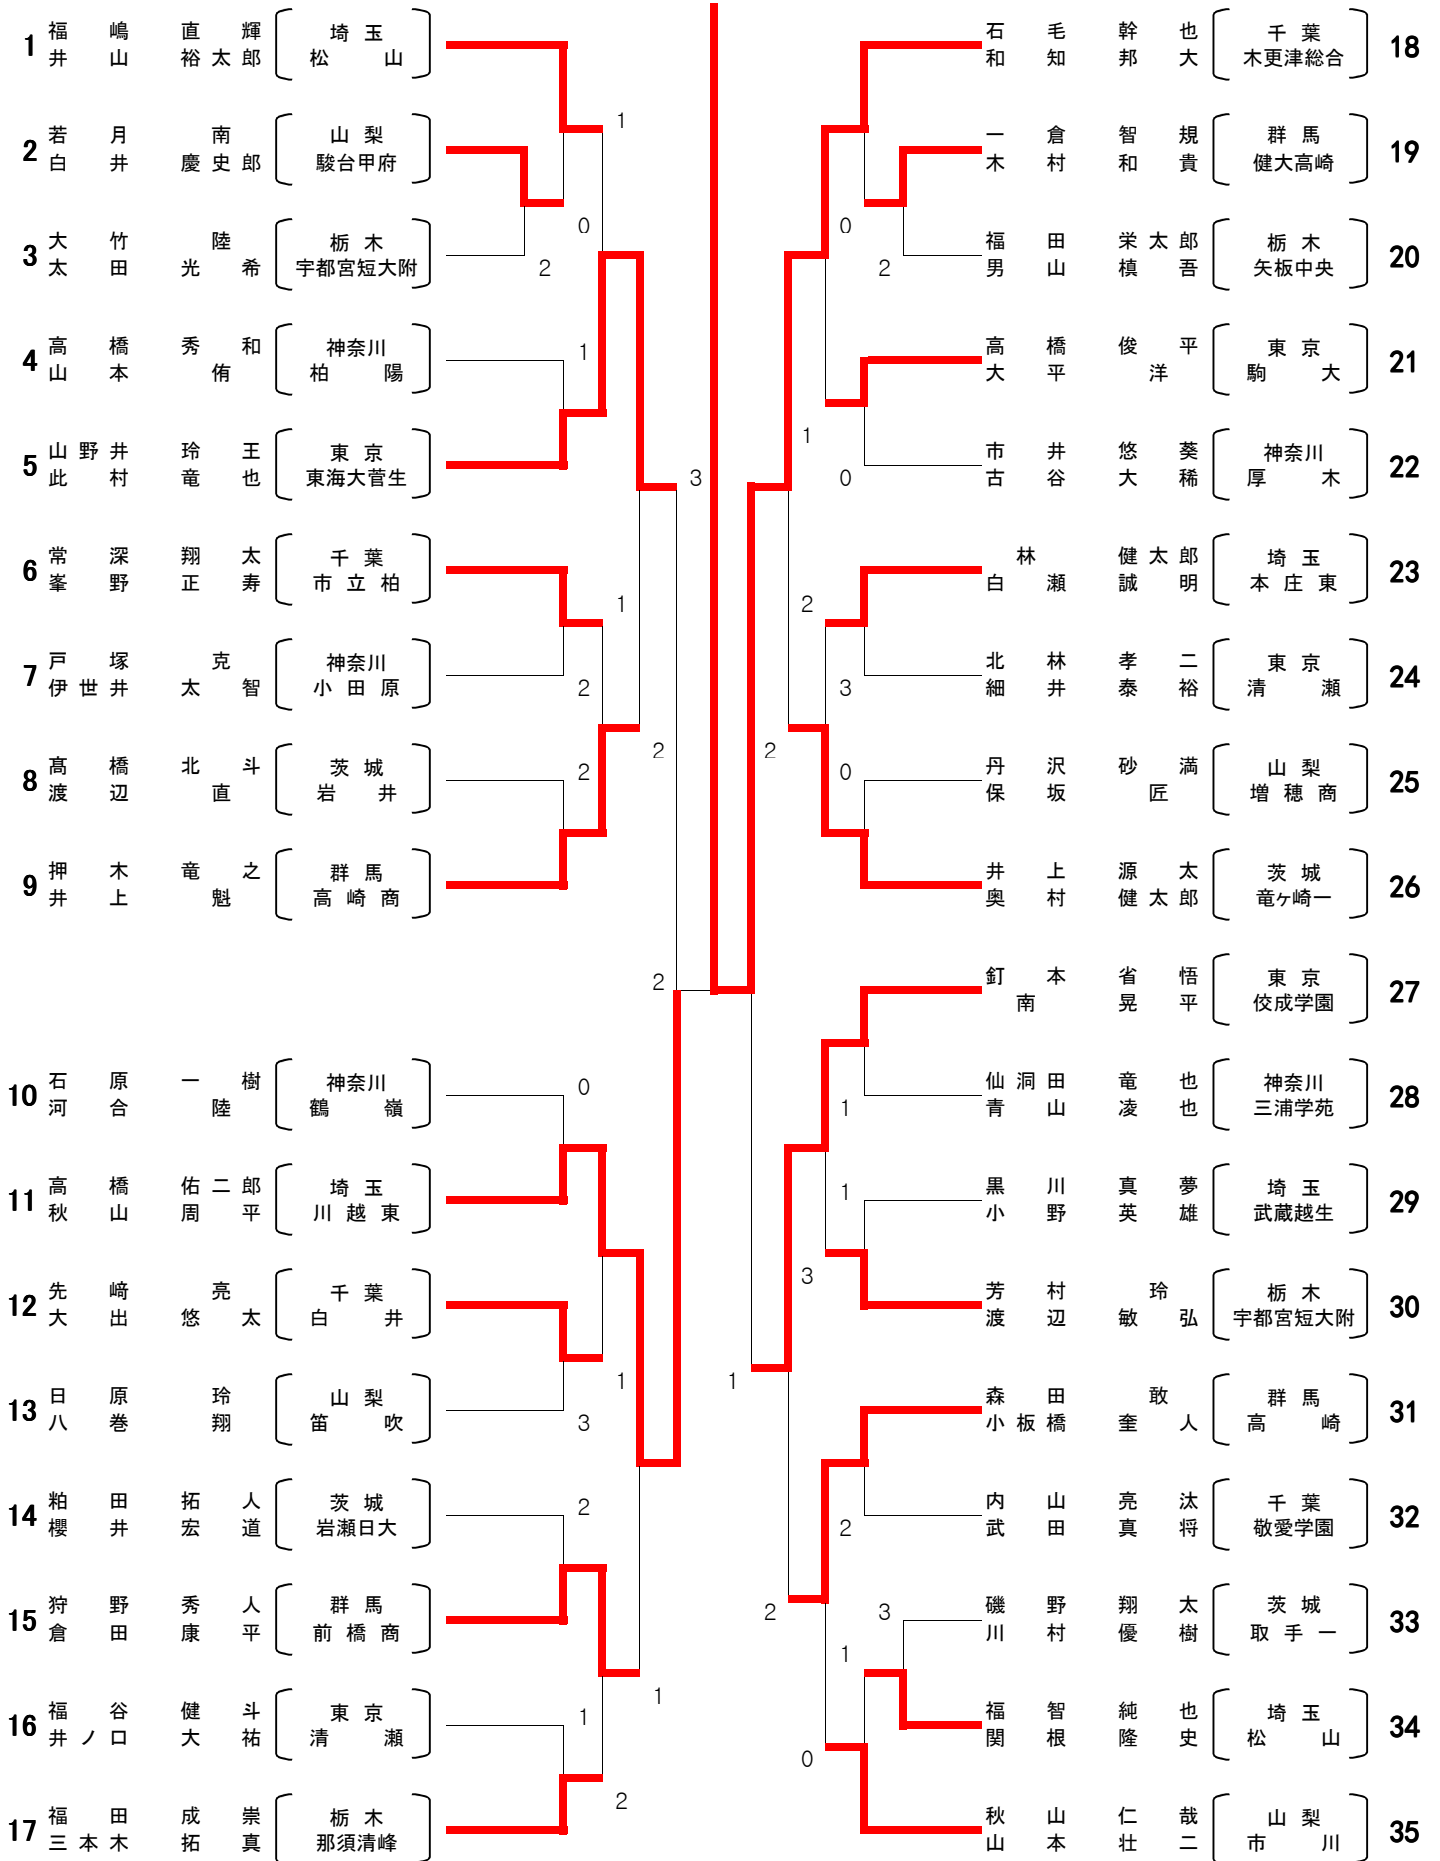 1 福嶋 直輝 埼玉
井山 裕太郎 松山
2 若月 南 山梨
白井 慶史郎 駿台甲府
3 大竹 陸 栃木
太田 光希 宇都宮短大附
4 高橋 秀和 神奈川
山本 侑 柏陽
5 山野井 玲王 東京
此村 竜也 東海大菅生
6 常深 翔太 千葉
峯野 正寿 市立柏
7 戸塚 克 神奈川
伊世井 太智 小田原
8 髙橋 北斗 茨城
渡辺 直 岩井
9 押木 竜之 群馬
井上 魁 高崎商
10 石原 一樹 神奈川
河合 陸 鶴嶺
11 高橋 佑二郎 埼玉
秋山 周平 川越東
12 先﨑 亮 千葉
大出 悠太 白井
13 日原 玲 山梨
八巻 翔 笛吹
14 粕田 拓人 茨城
櫻井 宏道 岩瀬日大
15 狩野 秀人 群馬
倉田 康平 前橋商
16 福谷 健斗 東京
井ノ口 大祐 清瀬
17 福田 成崇 栃木
三本木 拓真 那須清峰
1
0
2
1
3
1
2
2
2
2
0
1
3
2
1
1
2
0
2
1
0
2
3
2
0
1
1
3
1
2
2
3
1
0
石毛 幹也 千葉 18
和知 邦大 木更津総合
一倉 智規 群馬 19
木村 和貴 健大高崎
福田 栄太郎 栃木 20
男山 槙吾 矢板中央
高橋 俊平 東京 21
大平 洋 駒大
市井 悠葵 神奈川 22
古谷 大稀 厚木
林 健太郎 埼玉 23
白瀬 誠明 本庄東
北林 孝二 東京 24
細井 泰裕 清瀬
丹沢 砂満 山梨 25
保坂 匠 増穂商
井上 源太 茨城 26
奥村 健太郎 竜ヶ崎一
釘本 省悟 東京 27
南 晃平 佼成学園
仙洞田 竜也 神奈川 28
青山 凌也 三浦学苑
黒川 真夢 埼玉 29
小野 英雄 武蔵越生
芳村 玲 栃木 30
渡辺 敏弘 宇都宮短大附
森田 敢 群馬 31
小板橋 奎人 高崎
内山 亮汰 千葉 32
武田 真将 敬愛学園
磯野 翔太 茨城 33
川村 優樹 取手一
福智 純也 埼玉 34
関根 隆史 松山
秋山 仁哉 山梨 35
山本 壮二 市川